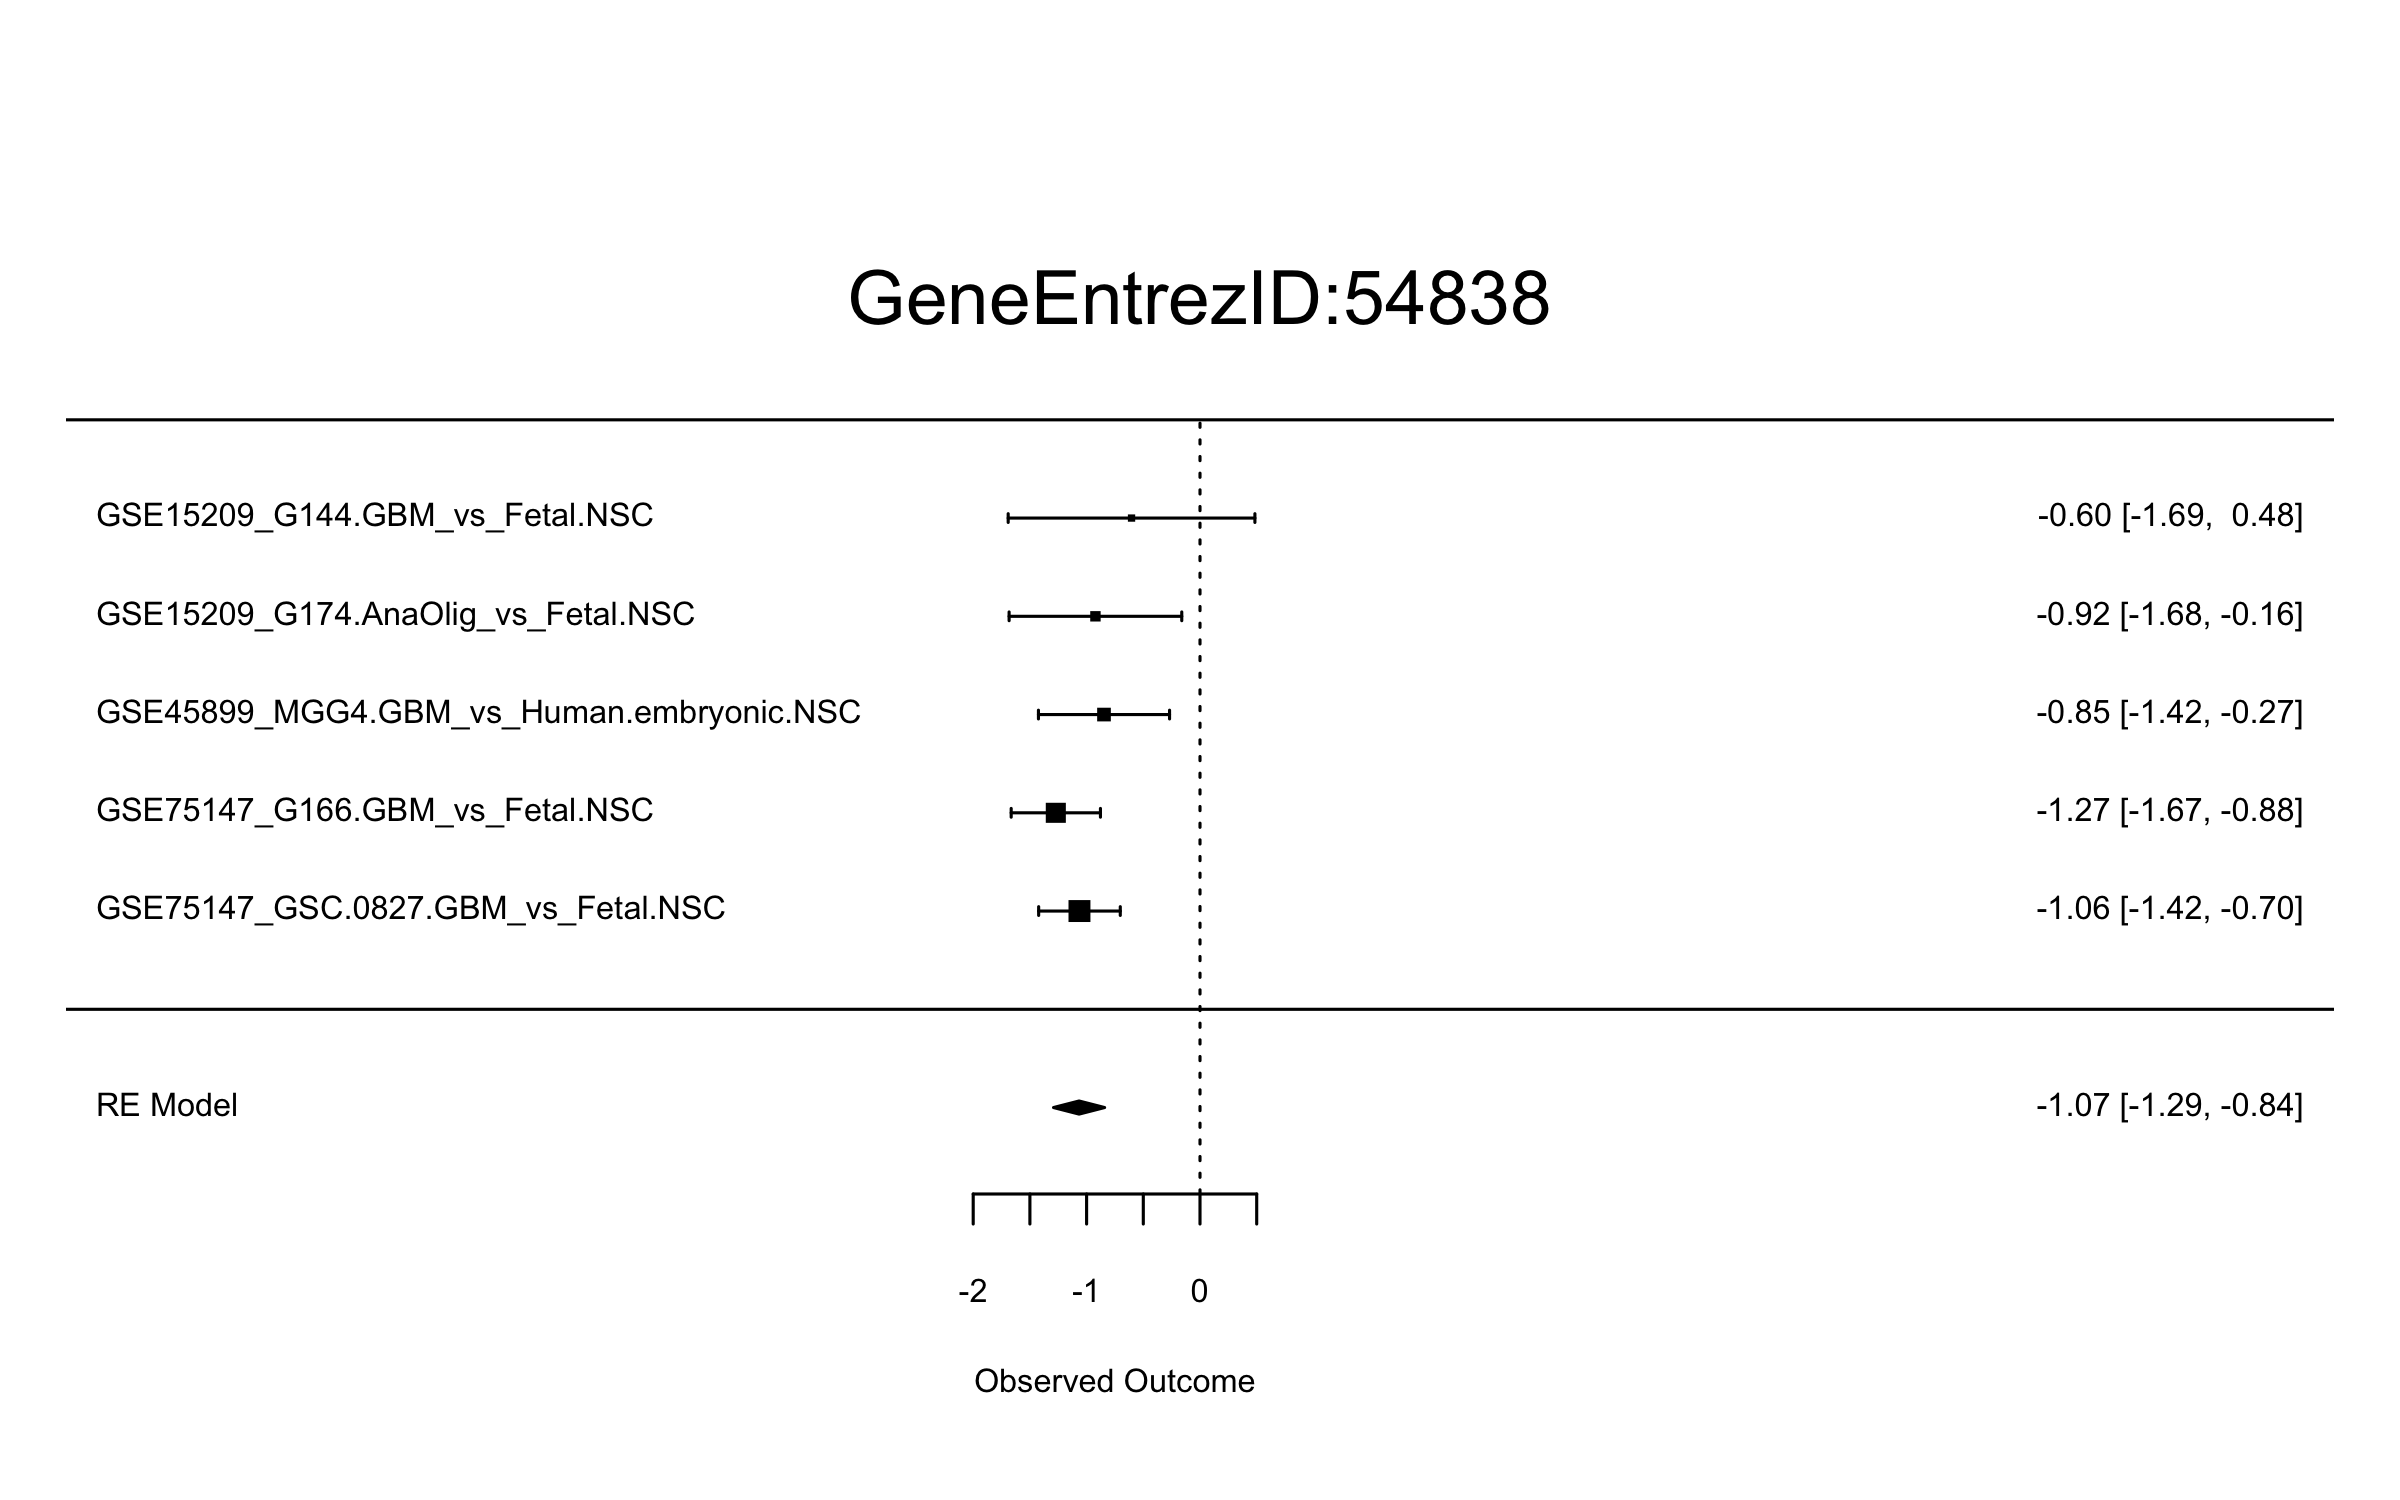 GeneEntrezID:54838
GSE15209_G144.GBM_vs_Fetal.NSC -0.60 [-1.69,  0.48]
GSE15209_G174.AnaOlig_vs_Fetal.NSC -0.92 [-1.68, -0.16]
GSE45899_MGG4.GBM_vs_Human.embryonic.NSC -0.85 [-1.42, -0.27]
GSE75147_G166.GBM_vs_Fetal.NSC -1.27 [-1.67, -0.88]
GSE75147_GSC.0827.GBM_vs_Fetal.NSC -1.06 [-1.42, -0.70]
RE Model -1.07 [-1.29, -0.84]
-2 -1 0
Observed Outcome